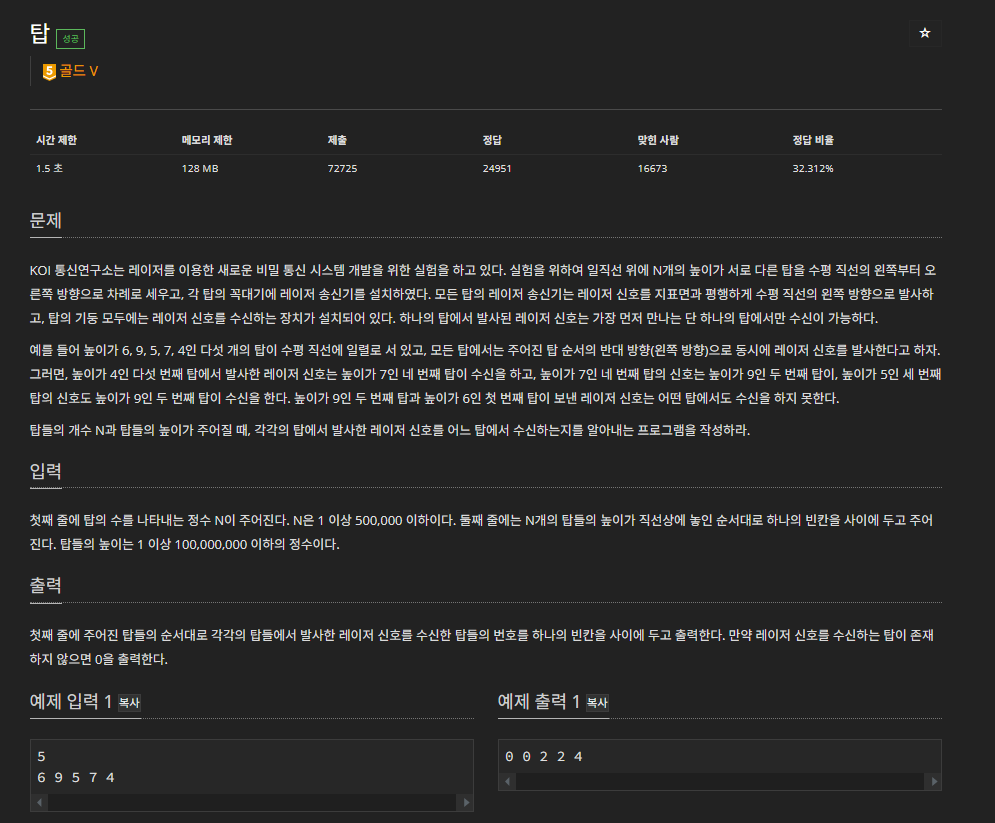 탑 성공
☆
5 골드 V
시간 제한 메모리 제한 제출 정답 맞힌 사람 정답 비율
1.5 초 128 MB 72725 24951 16673 32.312%
문제
KOI 통신연구소는 레이저를 이용한 새로운 비밀 통신 시스템 개발을 위한 실험을 하고 있다. 실험을 위하여 일직선 위에 N개의 높이가 서로 다른 탑을 수평 직선의 왼쪽부터 오
른쪽 방향으로 차례로 세우고, 각 탑의 꼭대기에 레이저 송신기를 설치하였다. 모든 탑의 레이저 송신기는 레이저 신호를 지표면과 평행하게 수평 직선의 왼쪽 방향으로 발사하
고, 탑의 기둥 모두에는 레이저 신호를 수신하는 장치가 설치되어 있다. 하나의 탑에서 발사된 레이저 신호는 가장 먼저 만나는 단 하나의 탑에서만 수신이 가능하다.
예를 들어 높이가 6, 9, 5, 7, 4인 다섯 개의 탑이 수평 직선에 일렬로 서 있고, 모든 탑에서는 주어진 탑 순서의 반대 방향(왼쪽 방향)으로 동시에 레이저 신호를 발사한다고 하자.
그러면, 높이가 4인 다섯 번째 탑에서 발사한 레이저 신호는 높이가 7인 네 번째 탑이 수신을 하고, 높이가 7인 네 번째 탑의 신호는 높이가 9인 두 번째 탑이, 높이가 5인 세 번째
탑의 신호도 높이가 9인 두 번째 탑이 수신을 한다. 높이가 9인 두 번째 탑과 높이가 6인 첫 번째 탑이 보낸 레이저 신호는 어떤 탑에서도 수신을 하지 못한다.
탑들의 개수 N과 탑들의 높이가 주어질 때, 각각의 탑에서 발사한 레이저 신호를 어느 탑에서 수신하는지를 알아내는 프로그램을 작성하라.
입력
첫째 줄에 탑의 수를 나타내는 정수 N이 주어진다. N은 1 이상 500,000 이하이다. 둘째 줄에는 N개의 탑들의 높이가 직선상에 놓인 순서대로 하나의 빈칸을 사이에 두고 주어
진다. 탑들의 높이는 1 이상 100,000,000 이하의 정수이다.
출력
첫째 줄에 주어진 탑들의 순서대로 각각의 탑들에서 발사한 레이저 신호를 수신한 탑들의 번호를 하나의 빈칸을 사이에 두고 출력한다. 만약 레이저 신호를 수신하는 탑이 존재
하지 않으면 0을 출력한다.
예제 입력 1 복사
5
6 9 5 7 4
예제 출력 1 복사
0 0 2 2 4